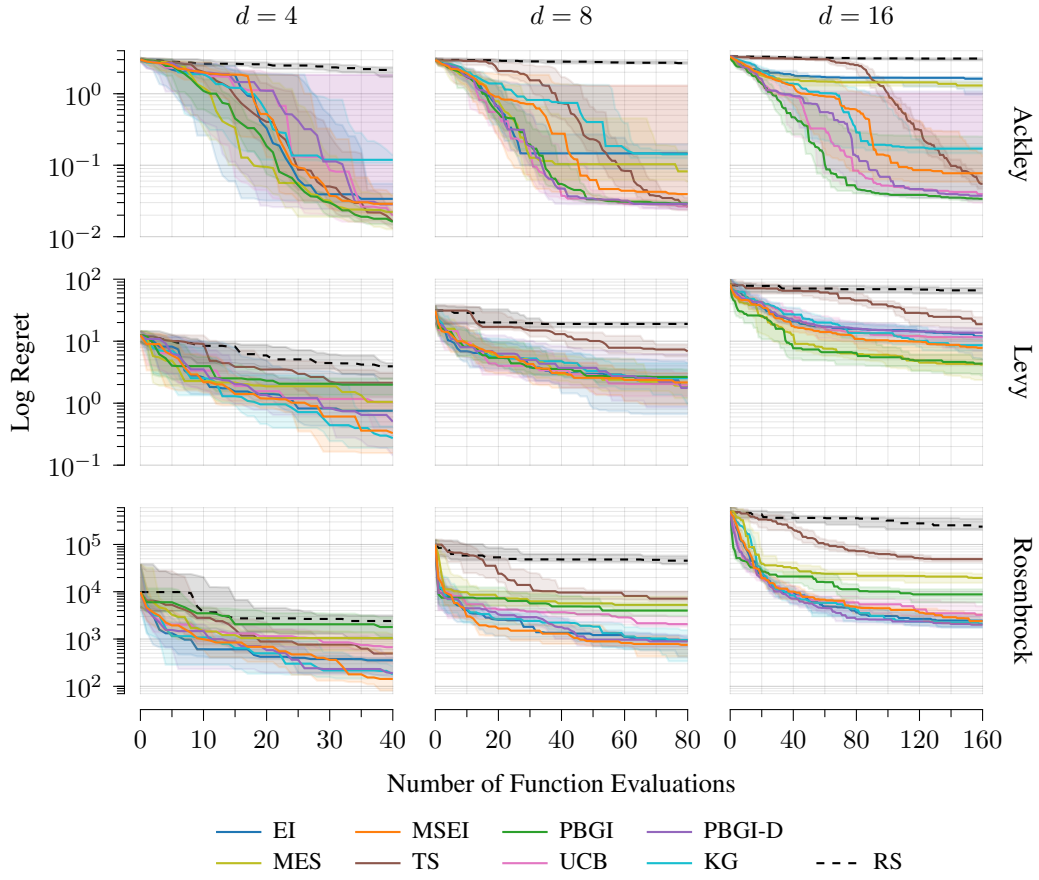 d = 4 d = 8 d = 16
10^0
10^−1
10^−2
Ackley
10^2
10^1
10^0
10^−1
Levy
Log Regret
10^5
10^4
10^3
10^2
Rosenbrock
0 10 20 30 40 0 20 40 60 80 0 40 80 120 160
Number of Function Evaluations
EI MSEI PBGI PBGI-D
MES TS UCB KG RS